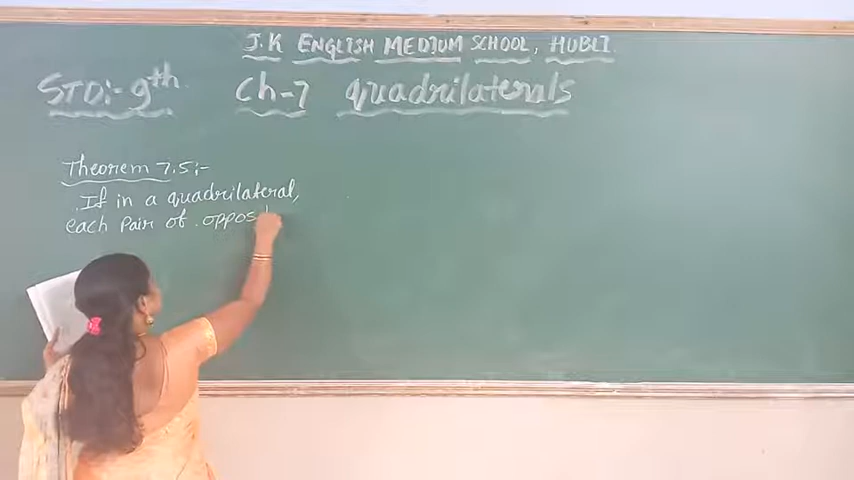 J.K ENGLISH MEDIUM SCHOOL, HUBLI.
STD:- 9th. Ch-7 quadrilaterals
Theorem 7.5:-
If in a quadrilateral,
each Pair of oppos